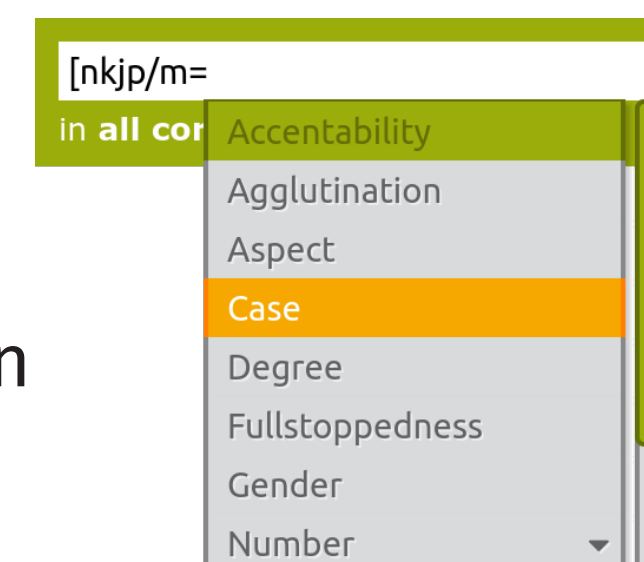 [nkjp/m=
in all cor
Accentability
Agglutination
Aspect
Case
n
Degree
Fullstoppedness
Gender
Number